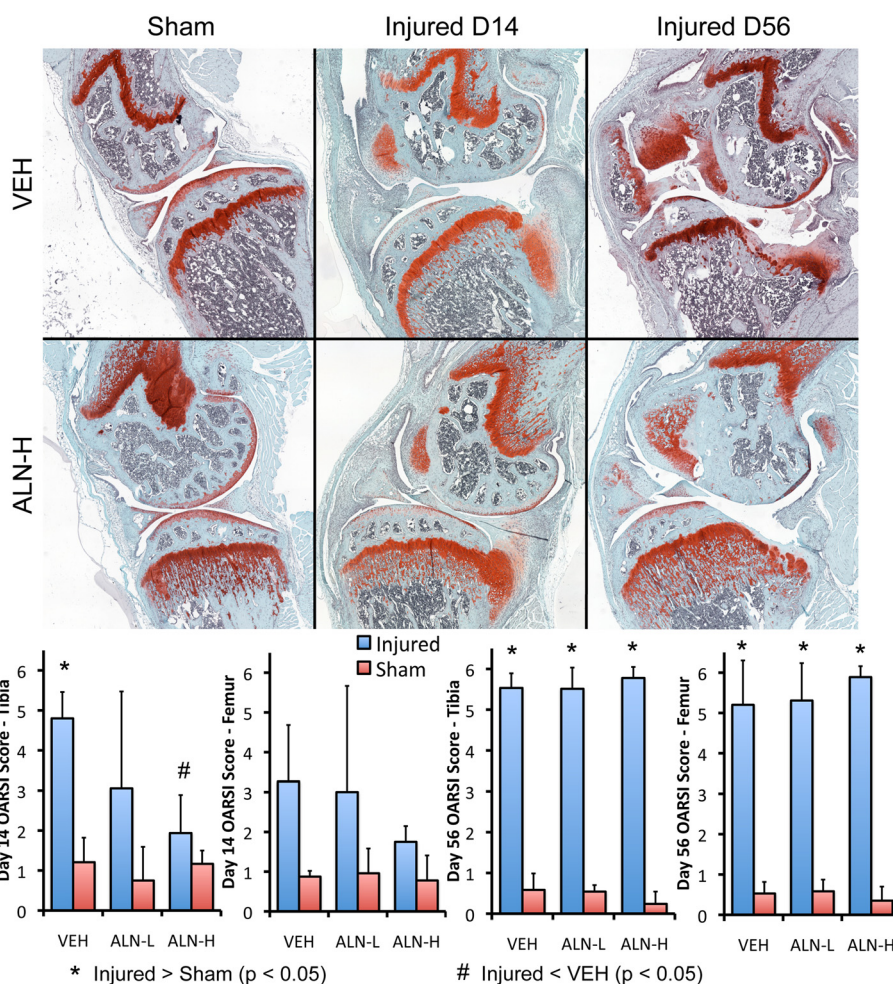 Sham Injured D14 Injured D56
VEH
ALN-H
Injured
Sham
Day 14 OARSI Score - Tibia
6
5
4
3
2
1
0
*
#
VEH ALN-L ALN-H
Day 14 OARSI Score - Femur
6
5
4
3
2
1
0
VEH ALN-L ALN-H
Day 56 OARSI Score - Tibia
6
5
4
3
2
1
0
* * *
VEH ALN-L ALN-H
Day 56 OARSI Score - Femur
6
5
4
3
2
1
0
* * *
VEH ALN-L ALN-H
* Injured > Sham (p < 0.05) # Injured < VEH (p < 0.05)